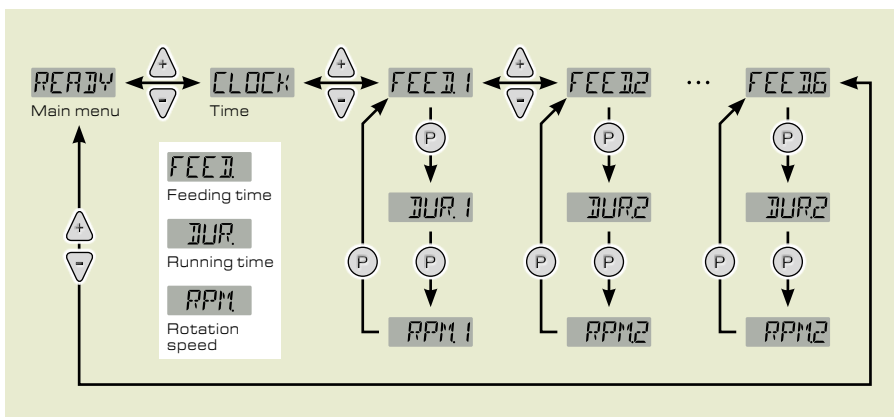 + + +
READY CLOCK FEED.1 FEED.2 ... FEED.6
- - -
Main menu Time
P P P
FEED.
Feeding time
DUR.1 DUR.2 DUR.2
+
DUR.
-
Running time
P P P P P P
RPM.
Rotation
speed
RPM.1 RPM.2 RPM.2